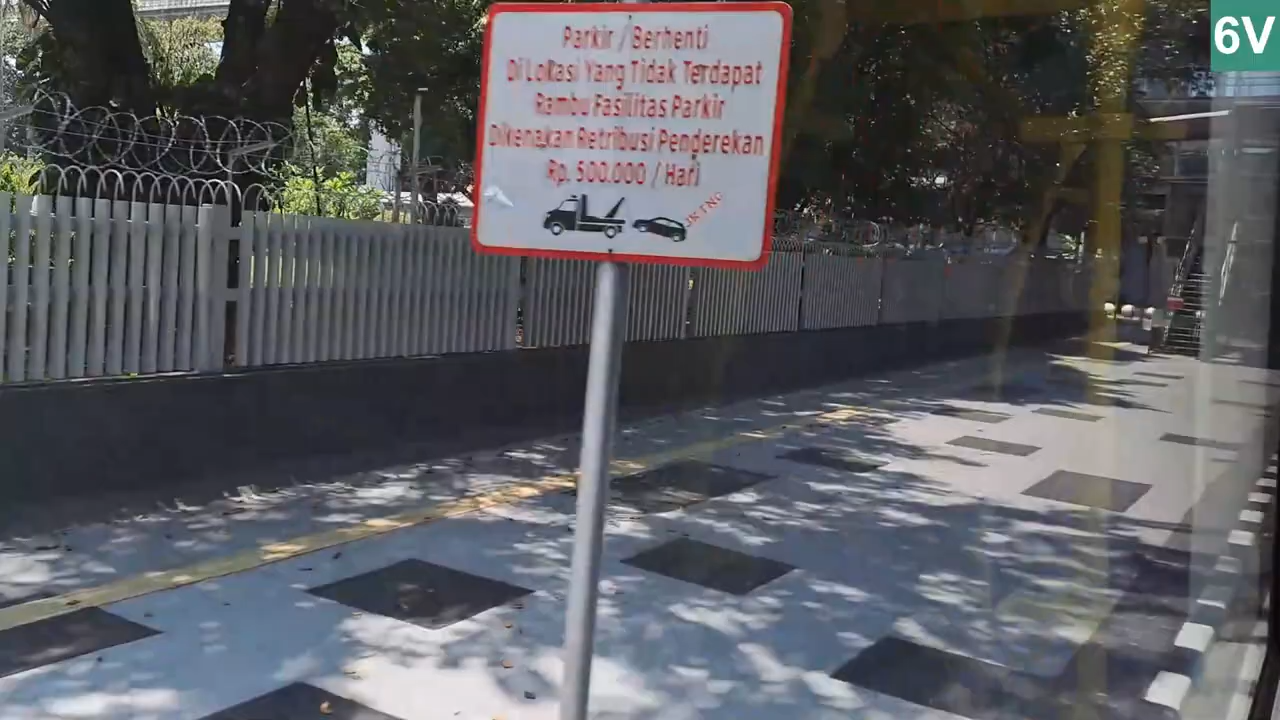 6V
Parkir / Berhenti
Di Lokasi Yang Tidak Terdapat
Rambu Fasilitas Parkir
Dikenakan Retribusi Penderekan
Rp. 500.000 / Hari